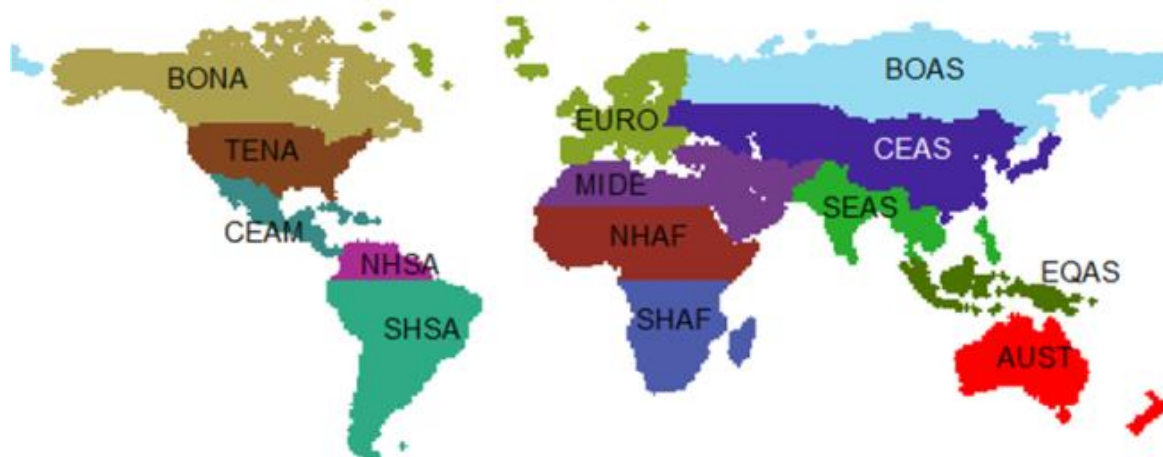 BONA
BOAS
TENA
EURO
CEAS
MIDE
SEAS
CEAM
NHSA
NHAF
EQAS
SHSA
SHAF
AUST